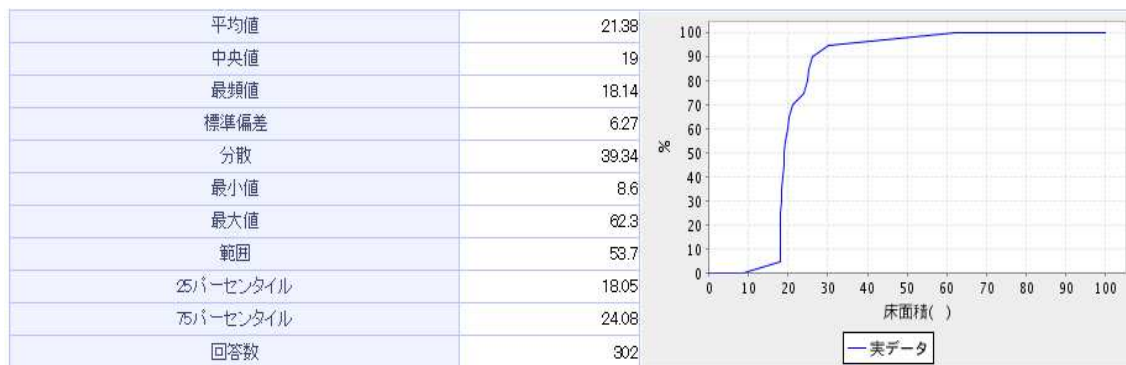 平均値 21.38
中央値 19
最頻値 18.14
標準偏差 6.27
分散 39.34
最小値 8.6
最大値 62.3
範囲 53.7
25パーセンタイル 18.05
75パーセンタイル 24.08
回答数 302
100
90
80
70
60
50
40
30
20
10
0
%
0 10 20 30 40 50 60 70 80 90 100
床面積( )
実データ